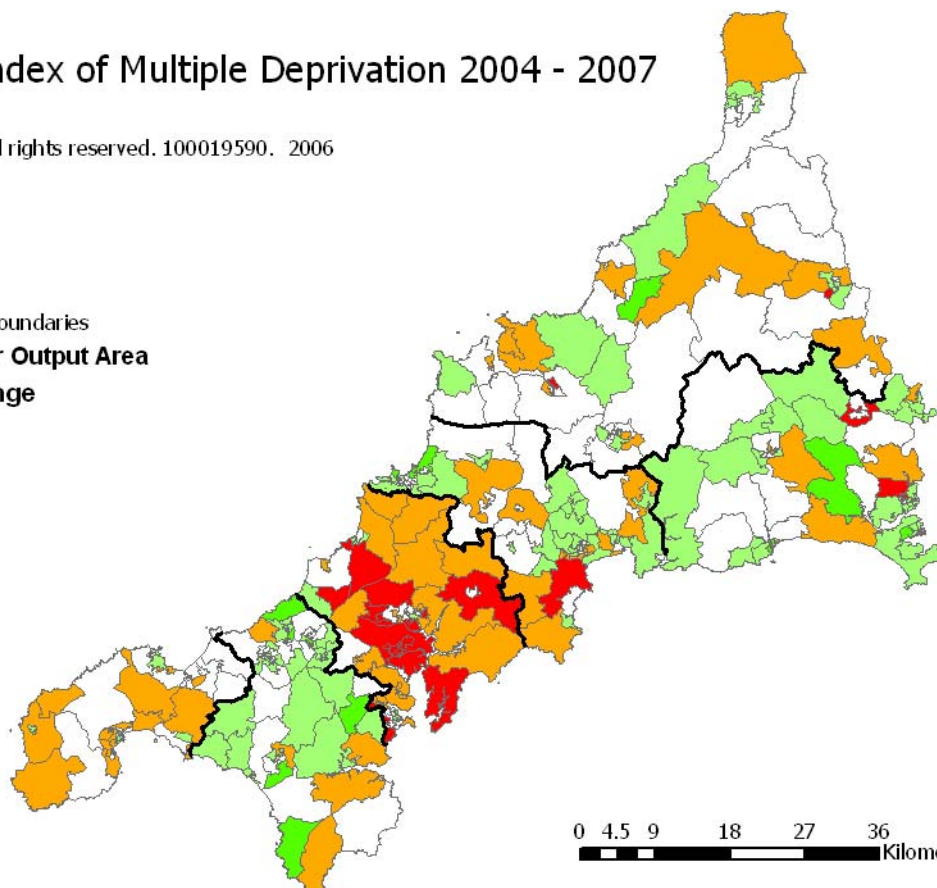 ndex of Multiple Deprivation 2004 - 2007
rights reserved. 100019590. 2006
oundaries
Output Area
nge
0 4.5 9 18 27 36
Kilom